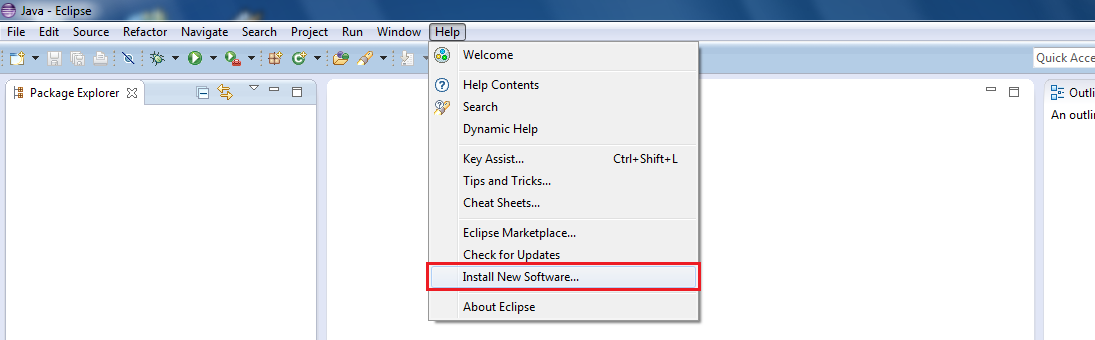 Java - Eclipse
File Edit Source Refactor Navigate Search Project Run Window Help
Quick Acce
Package Explorer
Welcome
Help Contents
Search
Dynamic Help
Key Assist... Ctrl+Shift+L
Tips and Tricks...
Cheat Sheets...
Eclipse Marketplace...
Check for Updates
Install New Software...
About Eclipse
Outli
An outlin